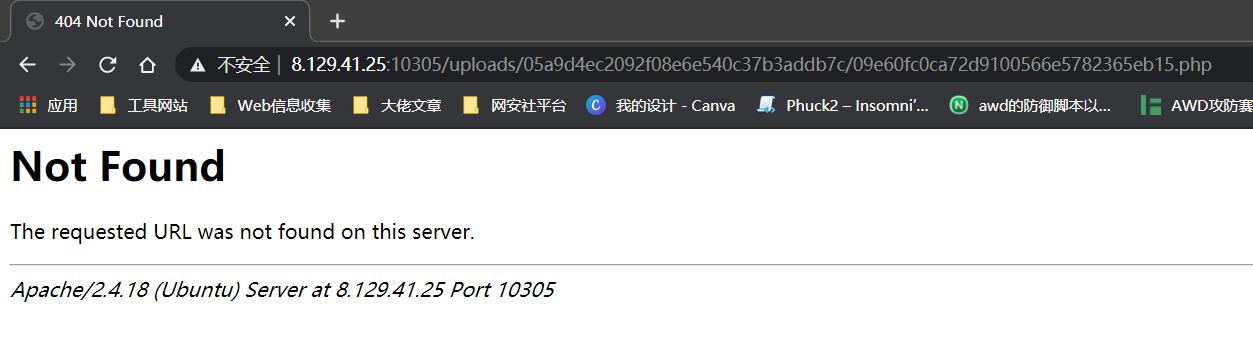 404 Not Found
不安全 | 8.129.41.25:10305/uploads/05a9d4ec2092f08e6e540c37b3addb7c/09e60fc0ca72d9100566e5782365eb15.php
应用 工具网站 Web信息收集 大佬文章 网安社平台 我的设计 - Canva Phuck2 – Insomni'... awd的防御脚本以... AWD攻防赛
Not Found
The requested URL was not found on this server.
Apache/2.4.18 (Ubuntu) Server at 8.129.41.25 Port 10305